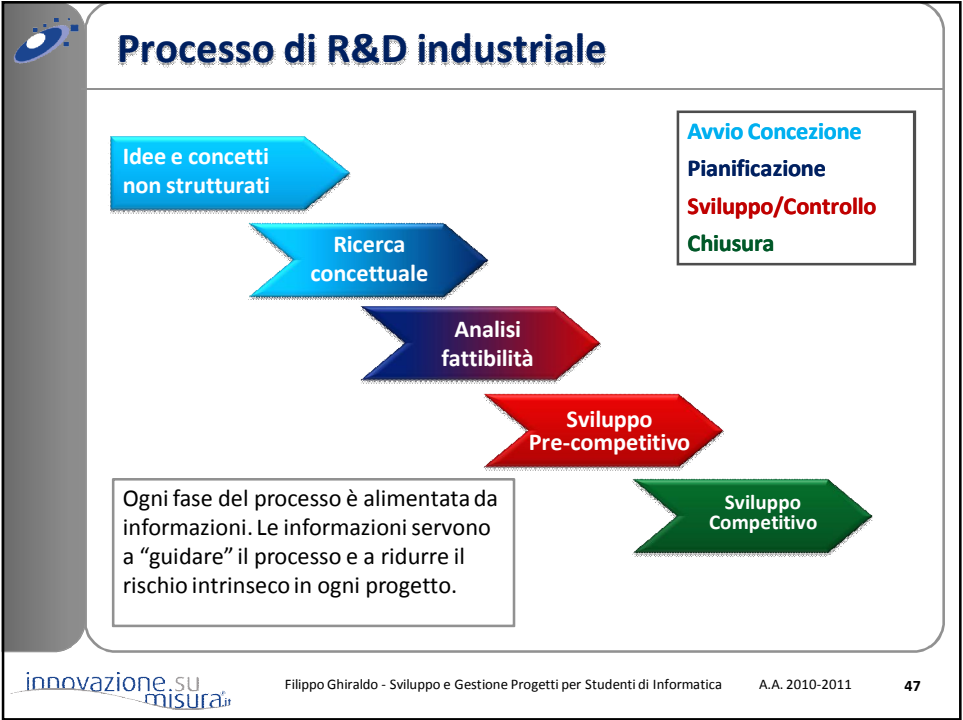 Processo di R&D industriale
Idee e concetti
non strutturati
Avvio Concezione
Pianificazione
Sviluppo/Controllo
Chiusura
Ricerca
concettuale
Analisi
fattibilità
Sviluppo
Pre-competitivo
Sviluppo
Competitivo
Ogni fase del processo è alimentata da
informazioni. Le informazioni servono
a “guidare” il processo e a ridurre il
rischio intrinseco in ogni progetto.
innovazione.su
misura.it
Filippo Ghiraldo - Sviluppo e Gestione Progetti per Studenti di Informatica
A.A. 2010-2011
47